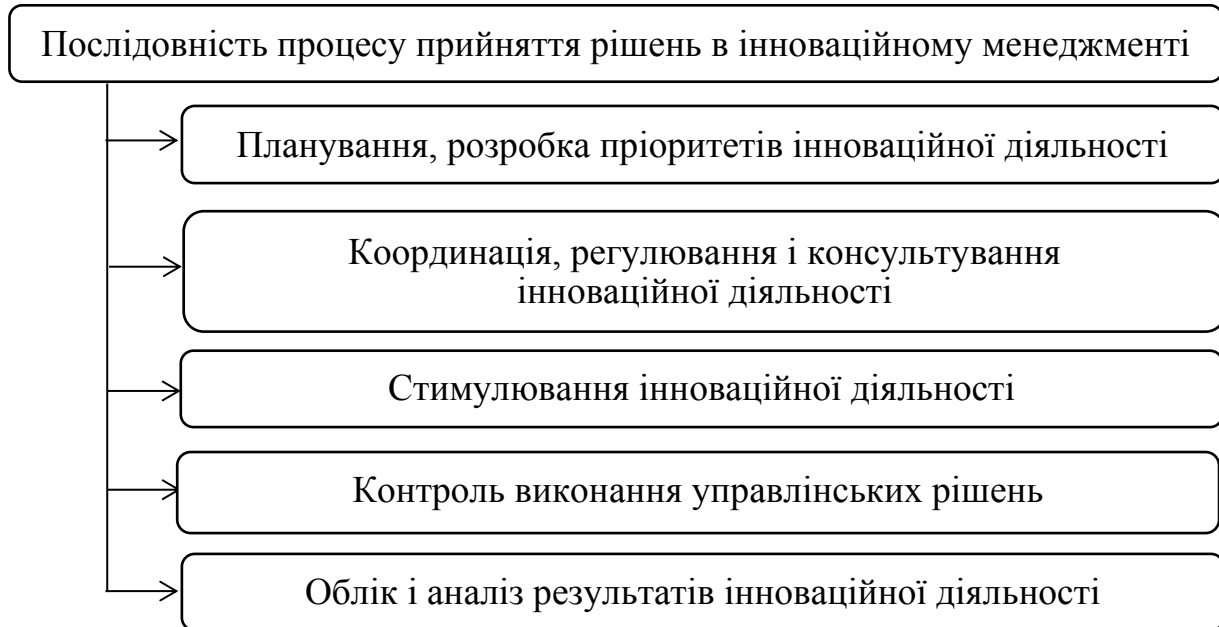 Послідовність процесу прийняття рішень в інноваційному менеджменті
Планування, розробка пріоритетів інноваційної діяльності
Координація, регулювання і консультування
інноваційної діяльності
Стимулювання інноваційної діяльності
Контроль виконання управлінських рішень
Облік і аналіз результатів інноваційної діяльності